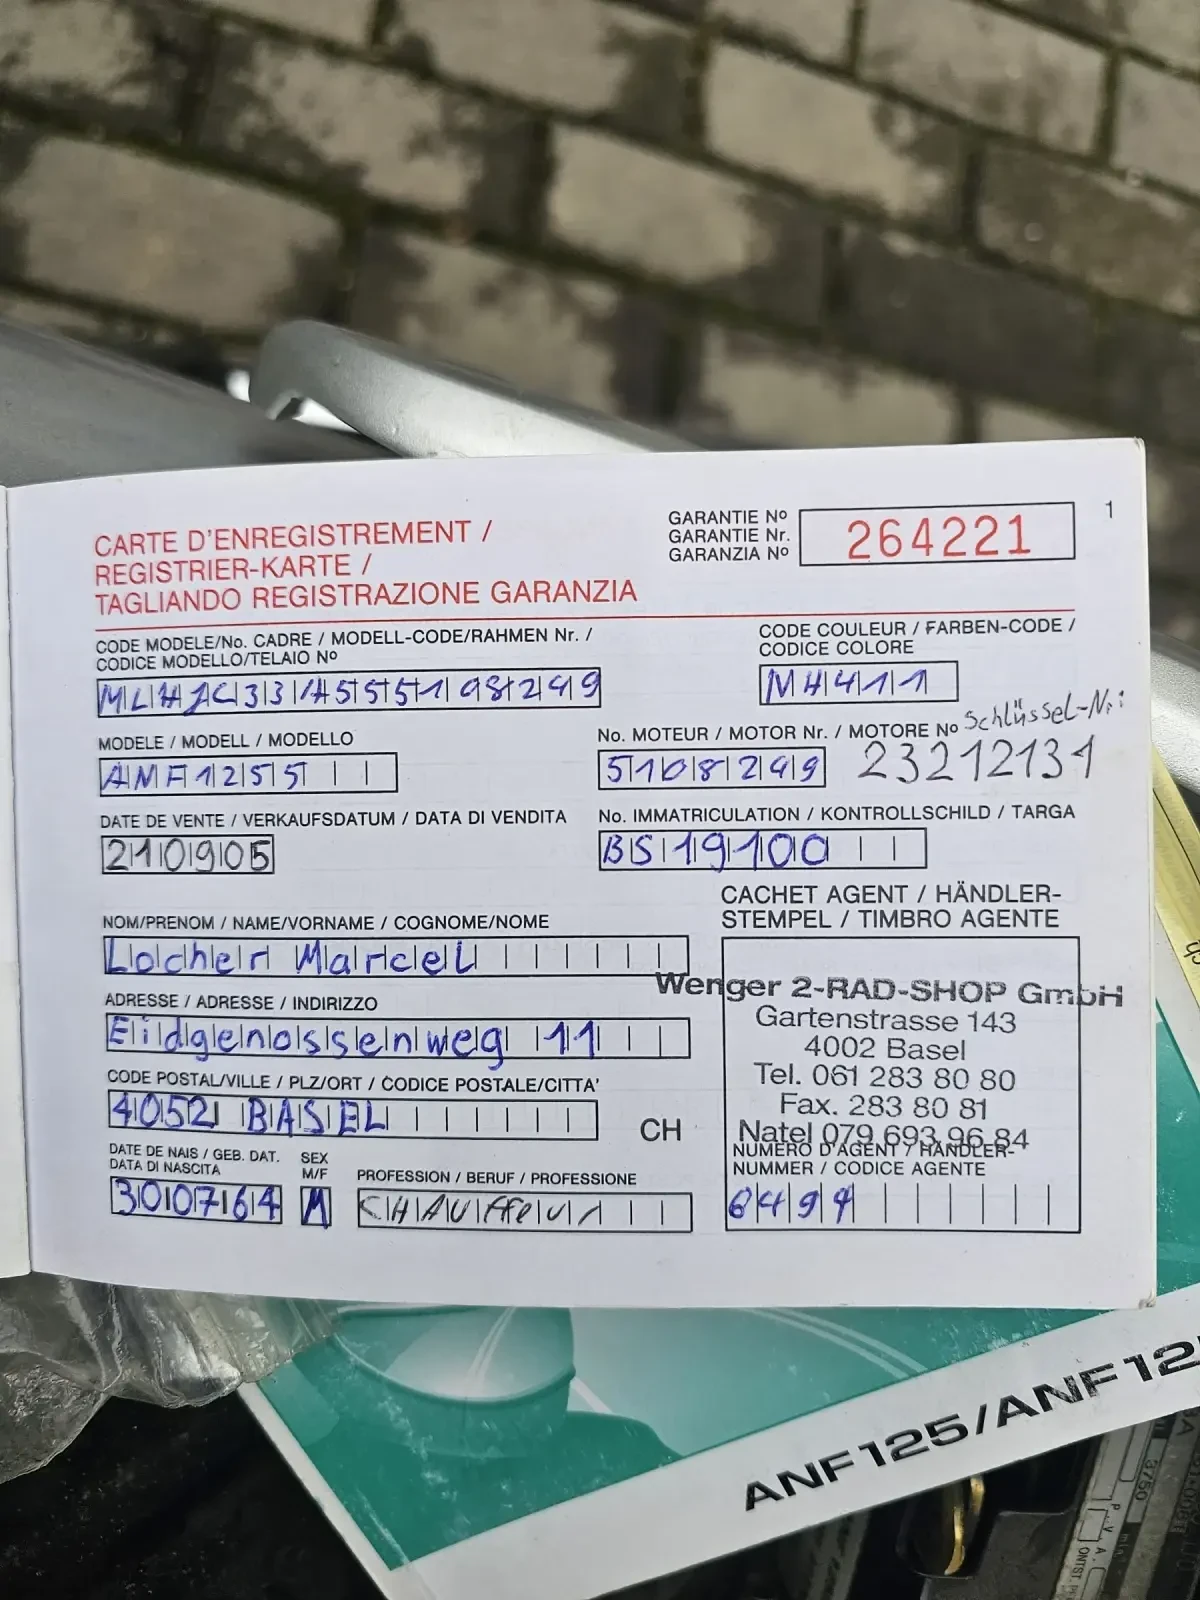 CARTE D'ENREGISTREMENT /
REGISTRIER-KARTE /
TAGLIANDO REGISTRAZIONE GARANZIA
GARANTIE Nº
GARANTIE Nr.
GARANZIA Nº
264221
1
CODE MODELE/No. CADRE / MODELL-CODE/RAHMEN Nr. /
CODICE MODELLO/TELAIO Nº
MLHJC33A555108249
CODE COULEUR / FARBEN-CODE /
CODICE COLORE
NH411
MODELE / MODELL / MODELLO
ANF1255
No. MOTEUR / MOTOR Nr. / MOTORE Nº
5108249
Schlüssel-Nr:
23212131
DATE DE VENTE / VERKAUFSDATUM / DATA DI VENDITA
210905
No. IMMATRICULATION / KONTROLLSCHILD / TARGA
BS19100
NOM/PRENOM / NAME/VORNAME / COGNOME/NOME
Locher Marcel
ADRESSE / ADRESSE / INDIRIZZO
Eidgenossenweg 11
CODE POSTAL/VILLE / PLZ/ORT / CODICE POSTALE/CITTA'
4052 BASEL
CH
DATE DE NAIS / GEB. DAT.
DATA DI NASCITA
300764
SEX
M/F
M
PROFESSION / BERUF / PROFESSIONE
CHAUffeur
CACHET AGENT / HÄNDLER-
STEMPEL / TIMBRO AGENTE
Wenger 2-RAD-SHOP GmbH
Gartenstrasse 143
4002 Basel
Tel. 061 283 80 80
Fax. 283 80 81
Natel 079 693 96 84
NUMERO D'AGENT / HÄNDLER-
NUMMER / CODICE AGENTE
6494
ANF125/ANF12
3750